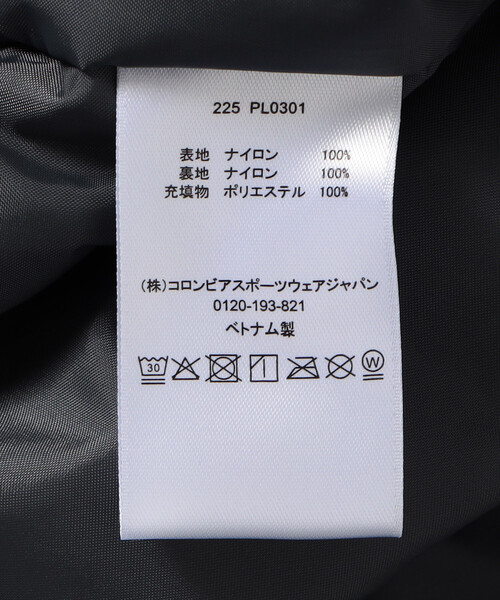 225 PL0301
表地 ナイロン 100%
裏地 ナイロン 100%
充填物 ポリエステル 100%
(株)コロンビアスポーツウェアジャパン
0120-193-821
ベトナム製
30 W